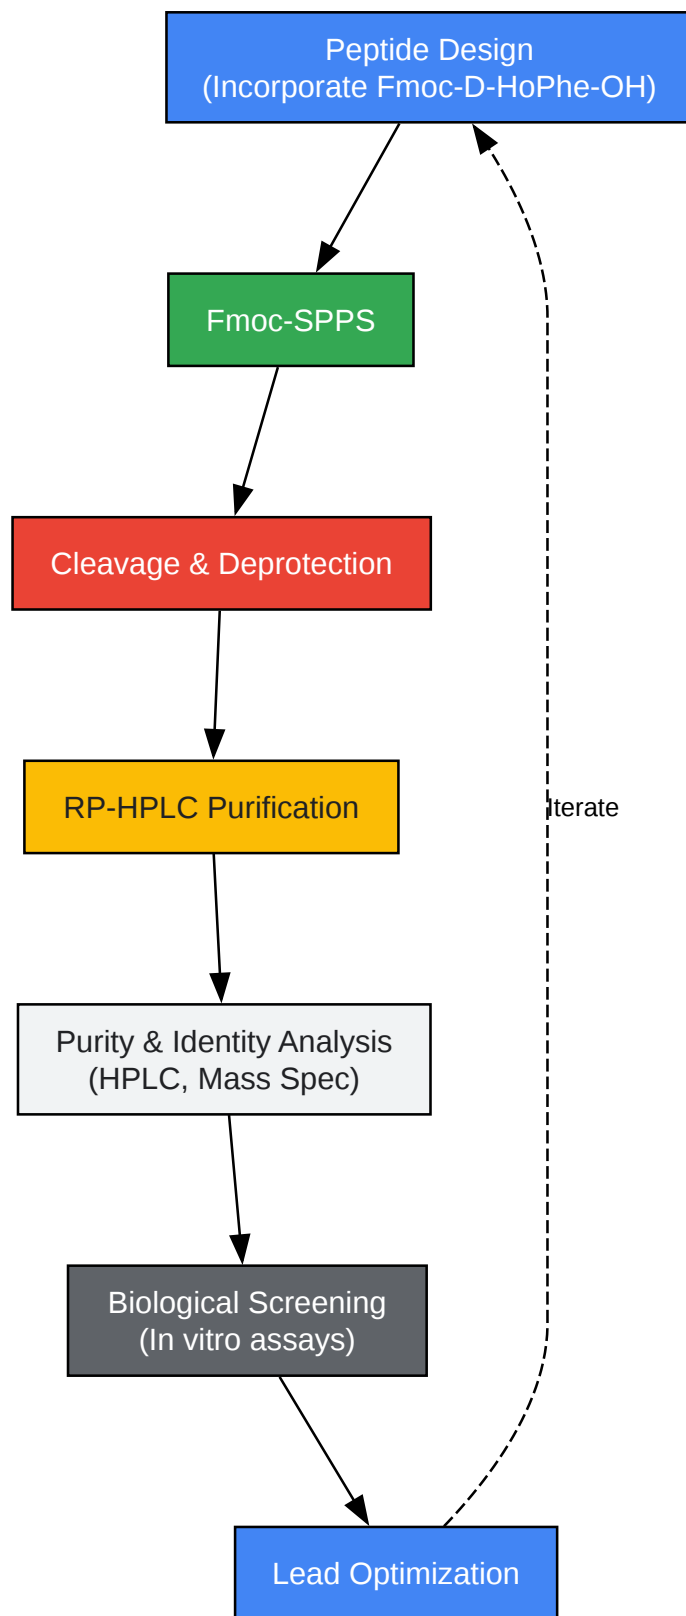 Peptide Design
(Incorporate Fmoc-D-HoPhe-OH)
Fmoc-SPPS
Cleavage & Deprotection
RP-HPLC Purification
Iterate
Purity & Identity Analysis
(HPLC, Mass Spec)
Biological Screening
(In vitro assays)
Lead Optimization